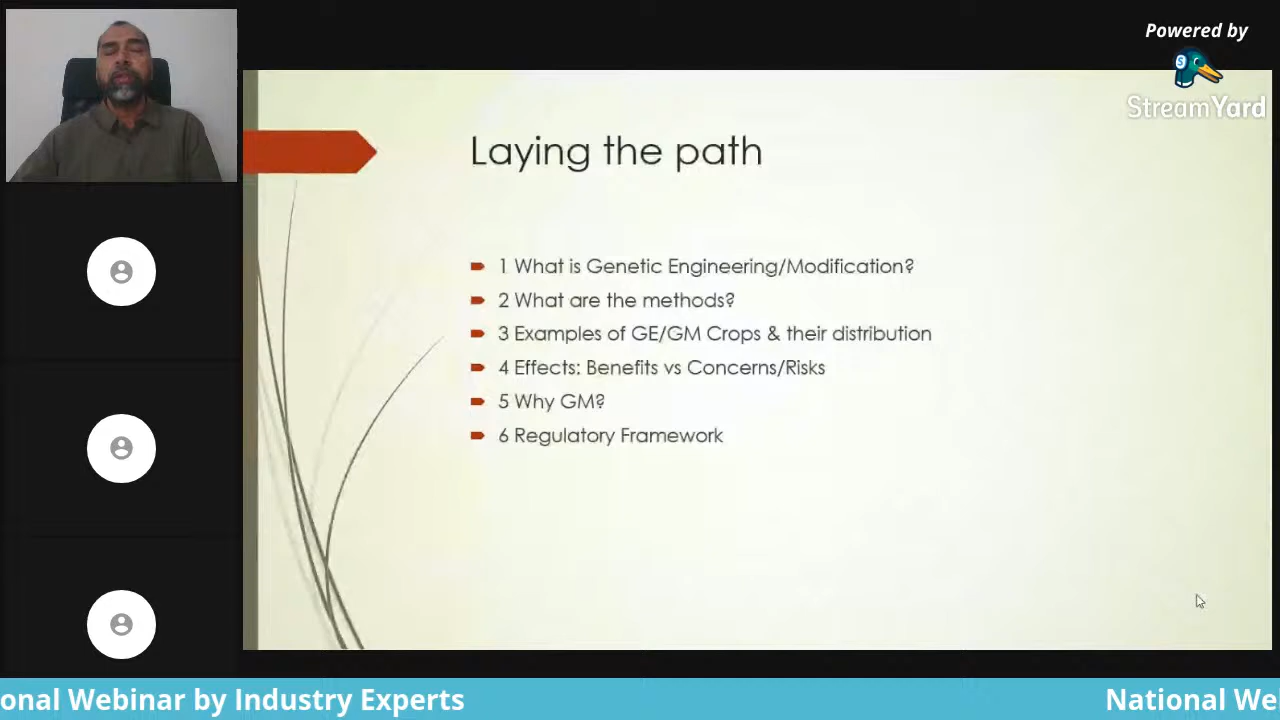 Powered by
StreamYard
Laying the path
1 What is Genetic Engineering/Modification?
2 What are the methods?
3 Examples of GE/GM Crops & their distribution
4 Effects: Benefits vs Concerns/Risks
5 Why GM?
6 Regulatory Framework
onal Webinar by Industry Experts
National We